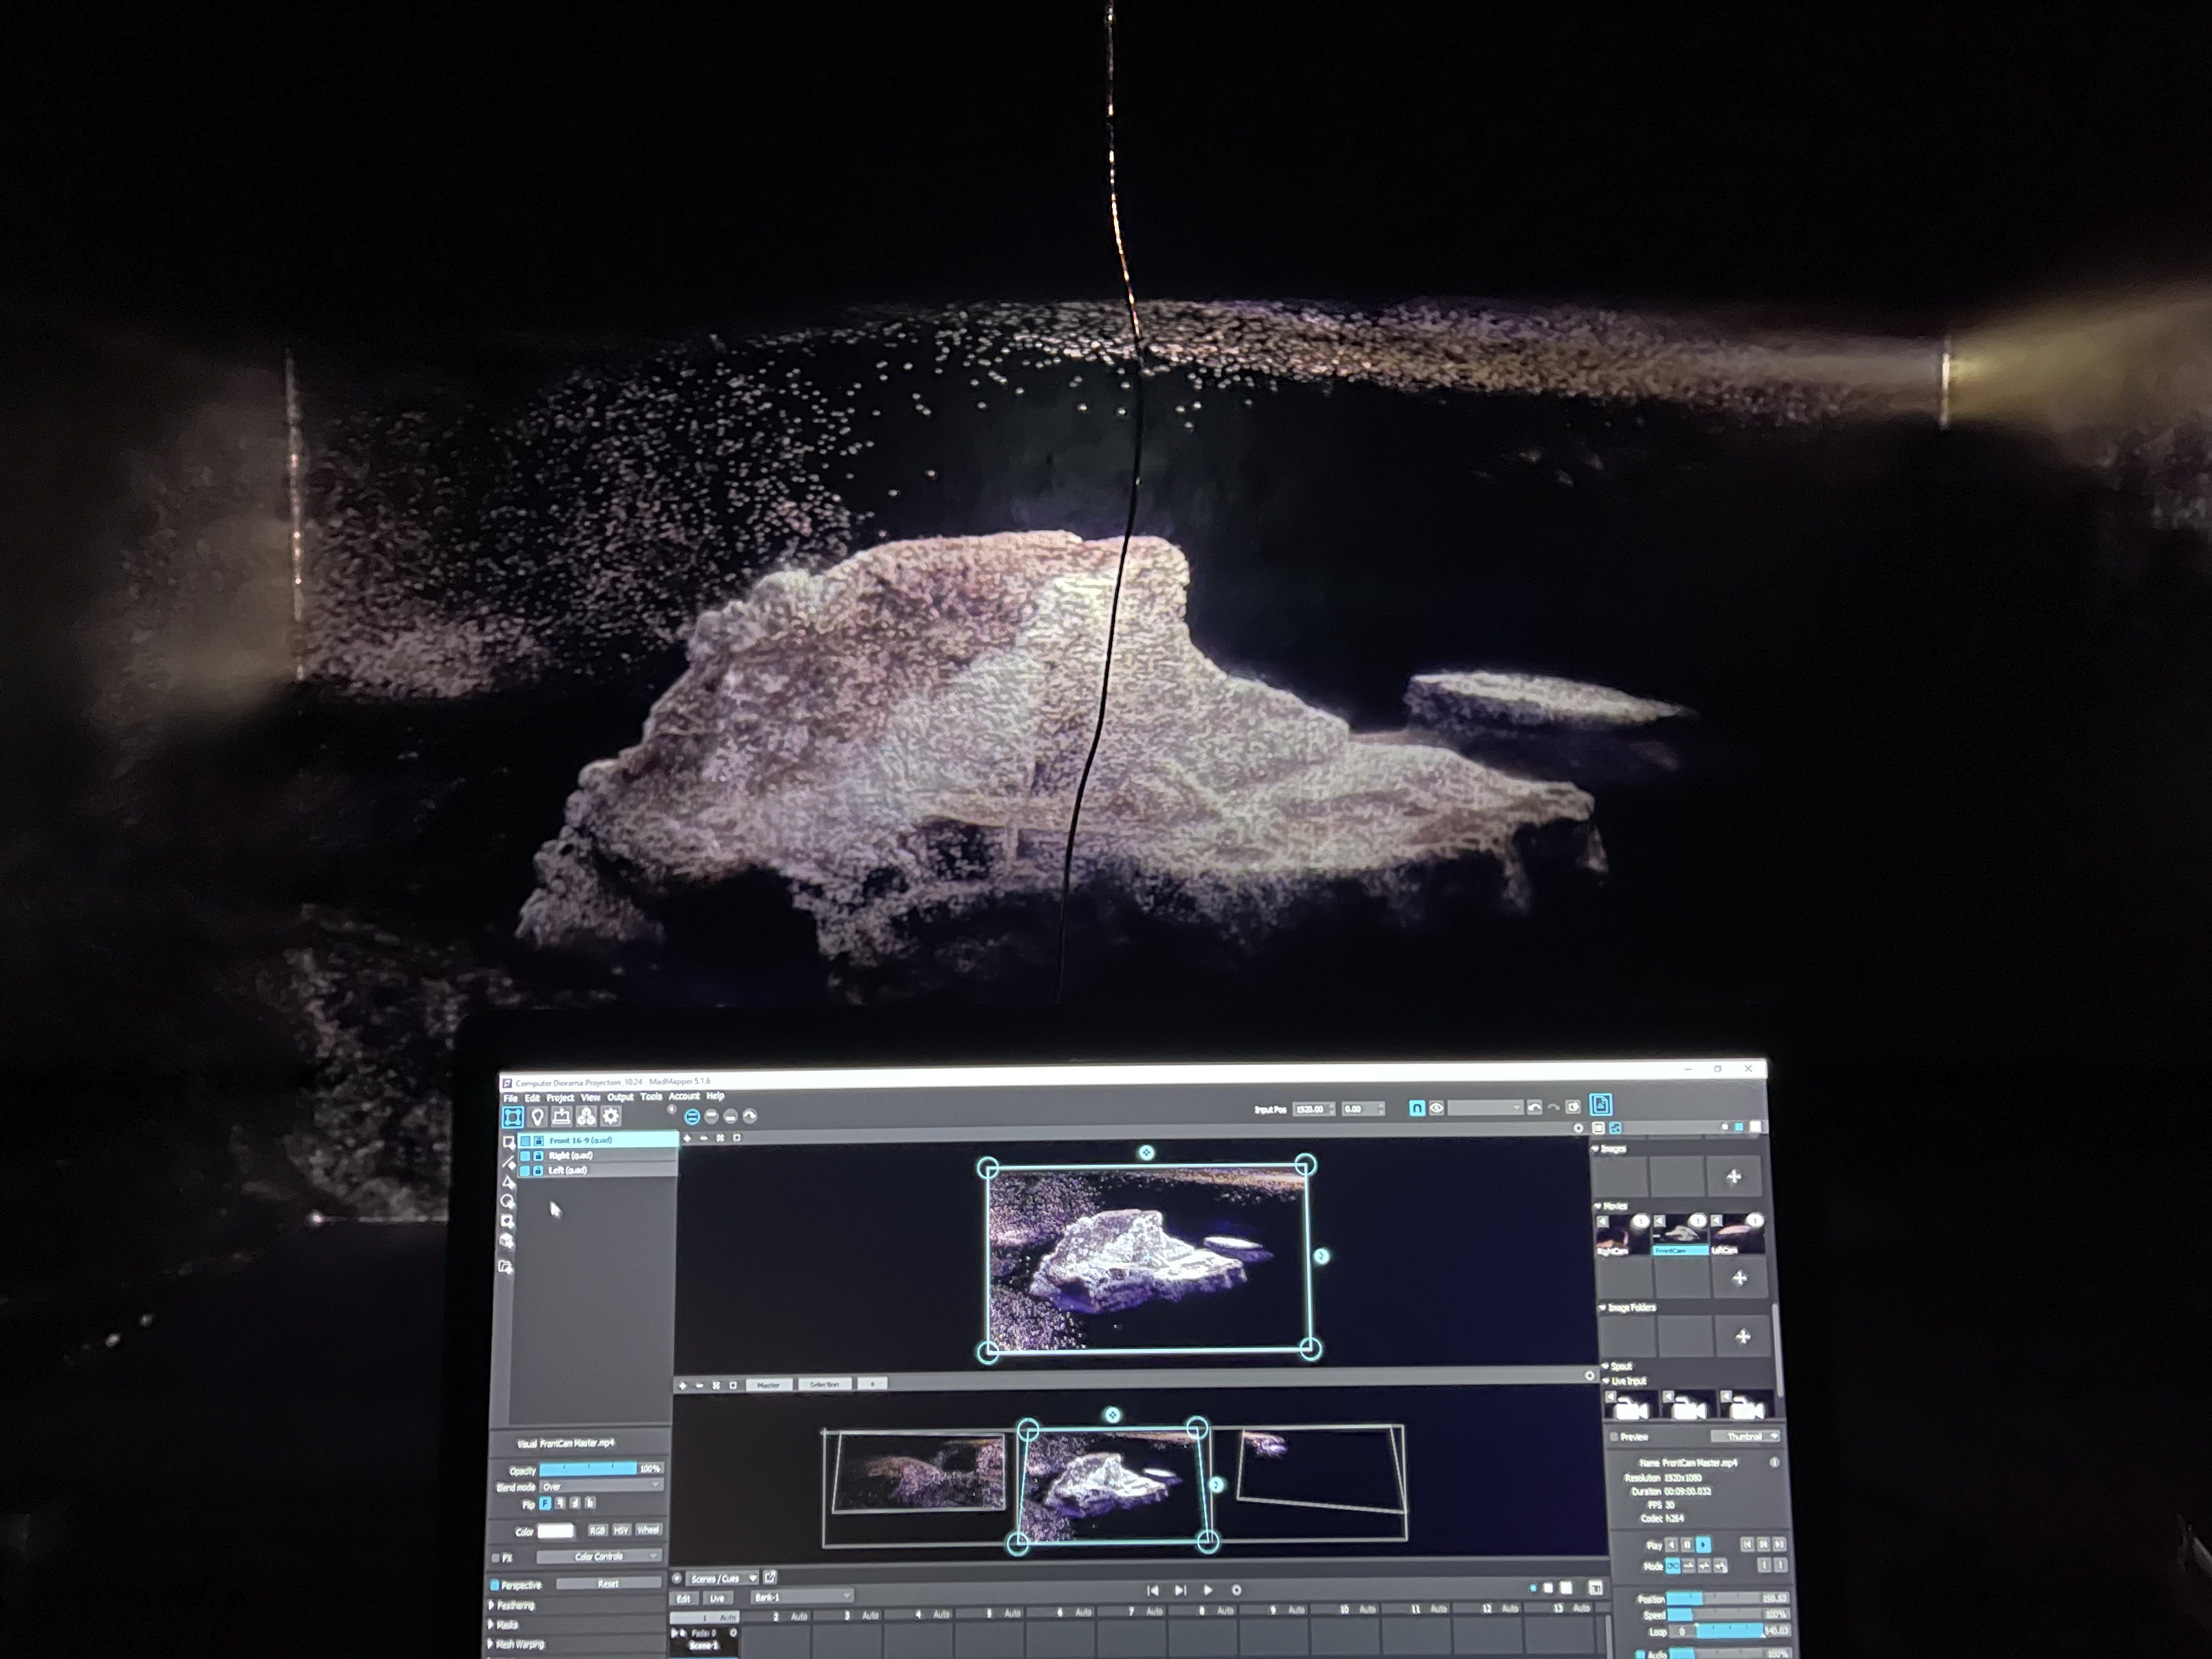 Computer Diorama Projection_10.24 - MadMapper 5.1.6
File Edit Project View Output Tools Account Help
Input Pos 1920.00 0.00
Front 16-9 (quad)
Right (quad)
Left (quad)
Images
Movies
RightCam FrontCam LeftCam
Image Folders
Spout
Live Input
Master Selection +
Visual FrontCam Master.mp4
Opacity 100%
Blend mode Over
Flip
Color RGB HSV Wheel
FX Color Controls
Perspective Reset
Feathering
Masks
Mesh Warping
Scenes / Cues
Edit Live Bank-1
1 Auto 2 Auto 3 Auto 4 Auto 5 Auto 6 Auto 7 Auto 8 Auto 9 Auto 10 Auto 11 Auto 12 Auto 13 Auto
Fade: 0
Scene-1
Preview Thumbnail
Name FrontCam Master.mp4
Resolution 1920x1080
Duration 00:09:00.032
FPS 30
Codec h264
Play
Mode
Position
Speed 100%
Loop 0 540.03
Audio 100%